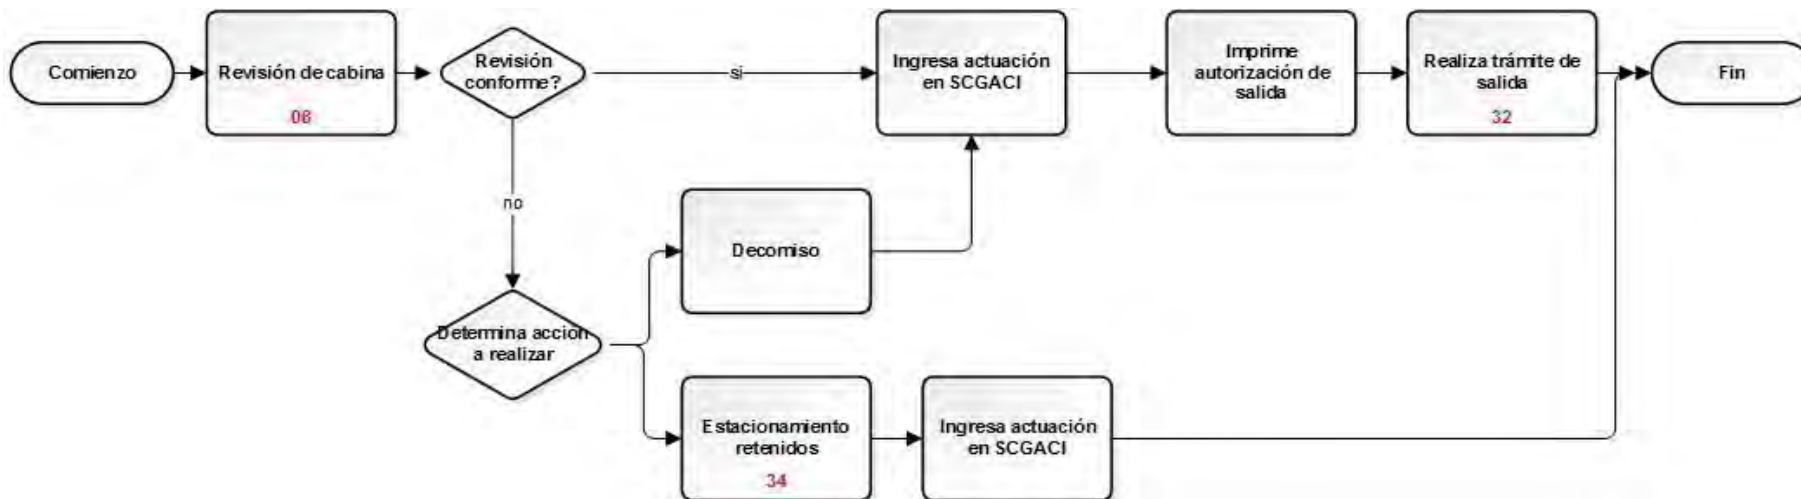 Comienzo
Revisión de cabina
08
Revisión
conforme?
si
Ingresa actuación
en SCGACI
Imprime
autorización de
salida
Realiza trámite de
salida
32
Fin
no
Decomiso
Determina acción
a realizar
Estacionamiento
retenidos
34
Ingresa actuación
en SCGACI